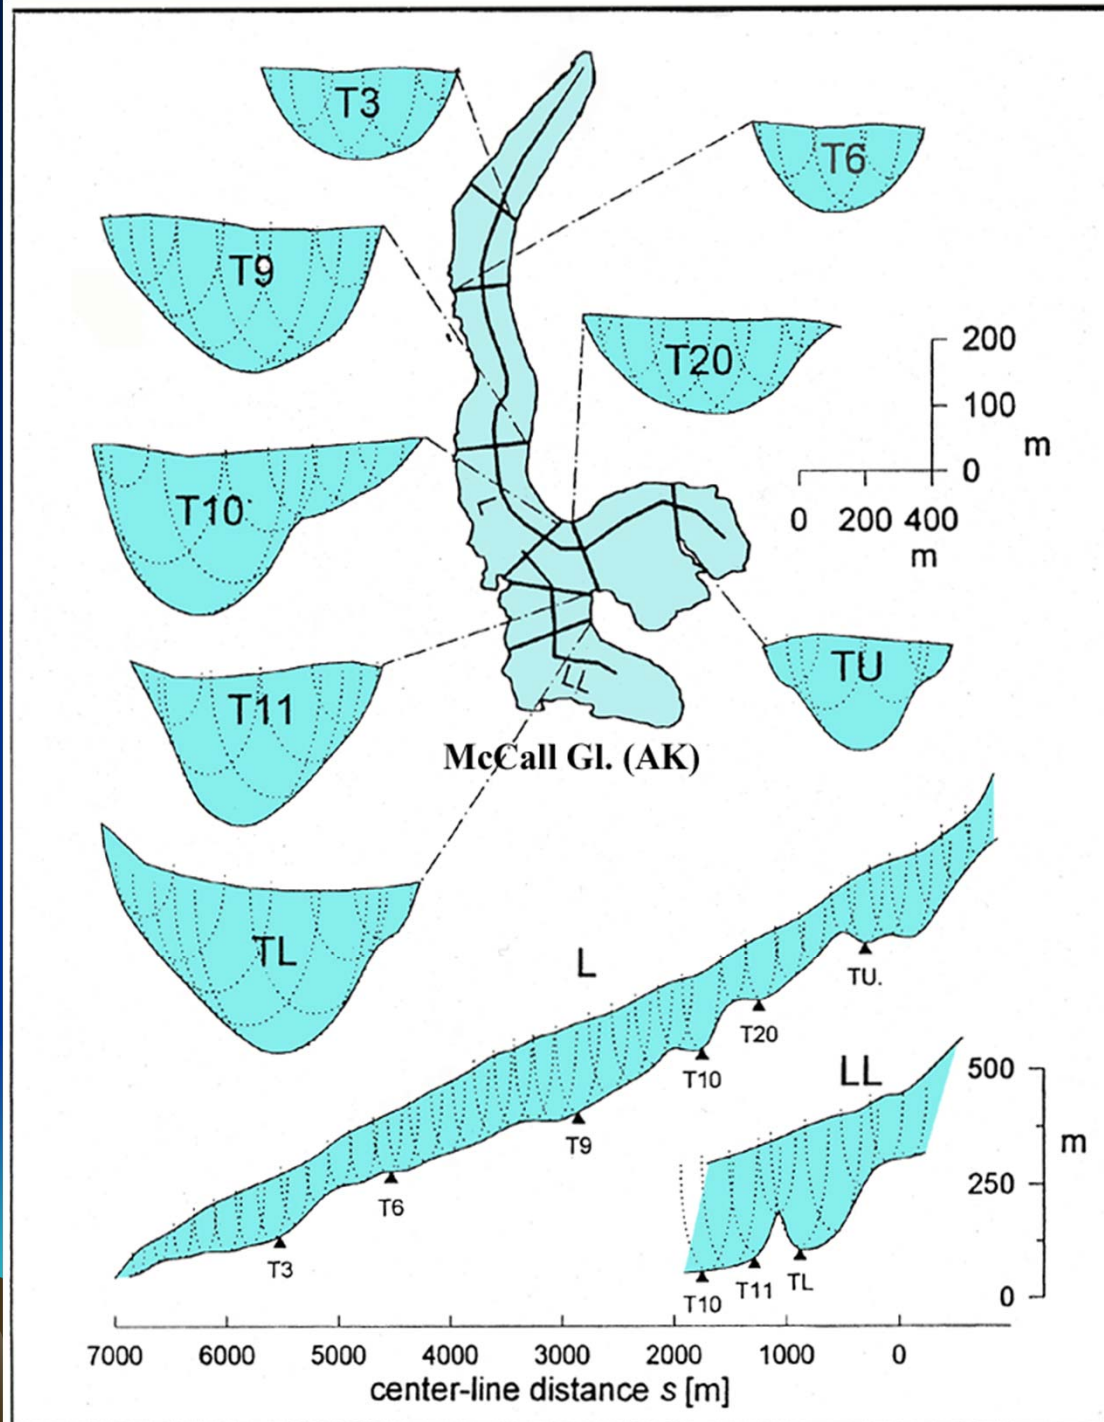 T3
T6
T9
T20
200
100
m
0
T10
0 200 400
m
L
TU
T11
LL
McCall Gl. (AK)
TL
L
TU.
T20
T10
LL
500
m
T9
250
T6
T3
T11 TL
T10
0
7000 6000 5000 4000 3000 2000 1000 0
center-line distance s [m]